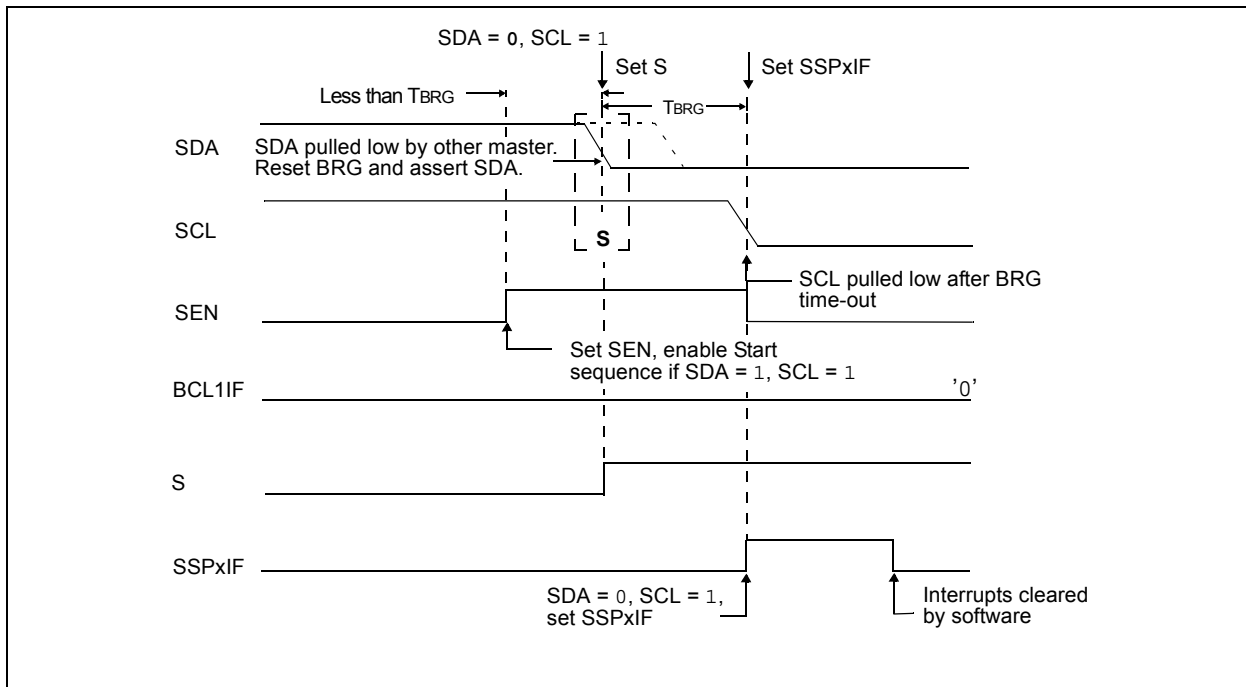 SDA = 0, SCL = 1
Set S
Set SSPxIF
Less than TBRG
TBRG
SDA
SDA pulled low by other master.
Reset BRG and assert SDA.
SCL
S
SCL pulled low after BRG
time-out
SEN
Set SEN, enable Start
sequence if SDA = 1, SCL = 1
BCL1IF
'0'
S
SSPxIF
SDA = 0, SCL = 1,
set SSPxIF
Interrupts cleared
by software